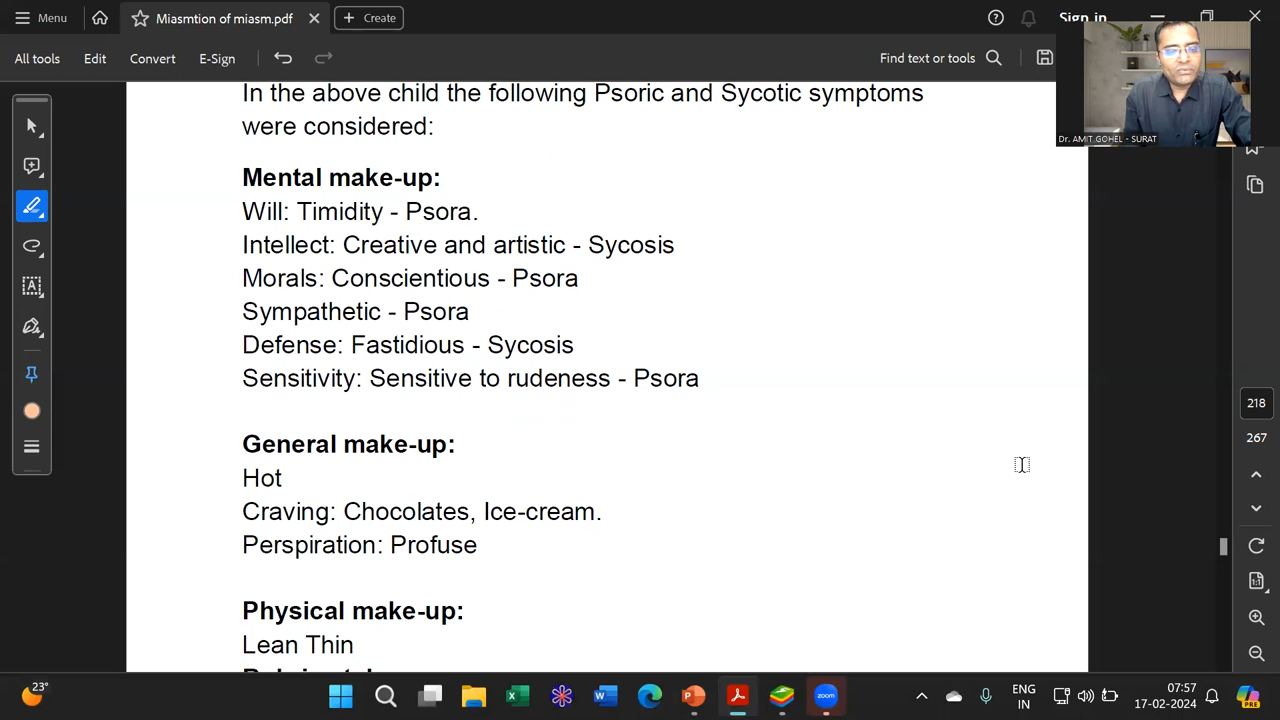 Menu
Miasmtion of miasm.pdf
Create
Sign in
All tools
Edit
Convert
E-Sign
Find text or tools
In the above child the following Psoric and Sycotic symptoms
were considered:
Dr. AMIT GOHEL - SURAT
Mental make-up:
Will: Timidity - Psora.
Intellect: Creative and artistic - Sycosis
Morals: Conscientious - Psora
Sympathetic - Psora
Defense: Fastidious - Sycosis
Sensitivity: Sensitive to rudeness - Psora
218
267
General make-up:
Hot
Craving: Chocolates, Ice-cream.
Perspiration: Profuse
Physical make-up:
Lean Thin
23°
ENG
IN
07:57
17-02-2024
PRE